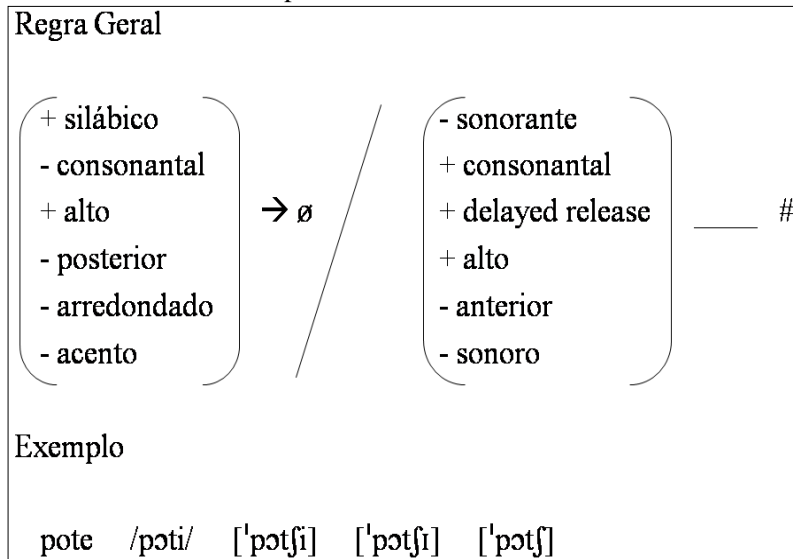 Regra Geral
+ silábico - sonorante
- consonantal + consonantal
+ alto → ø / + delayed release ____ #
- posterior + alto
- arredondado - anterior
- acento - sonoro
Exemplo
pote /pɔti/ [ˈpɔtʃi] [ˈpɔtʃɪ] [ˈpɔtʃ]